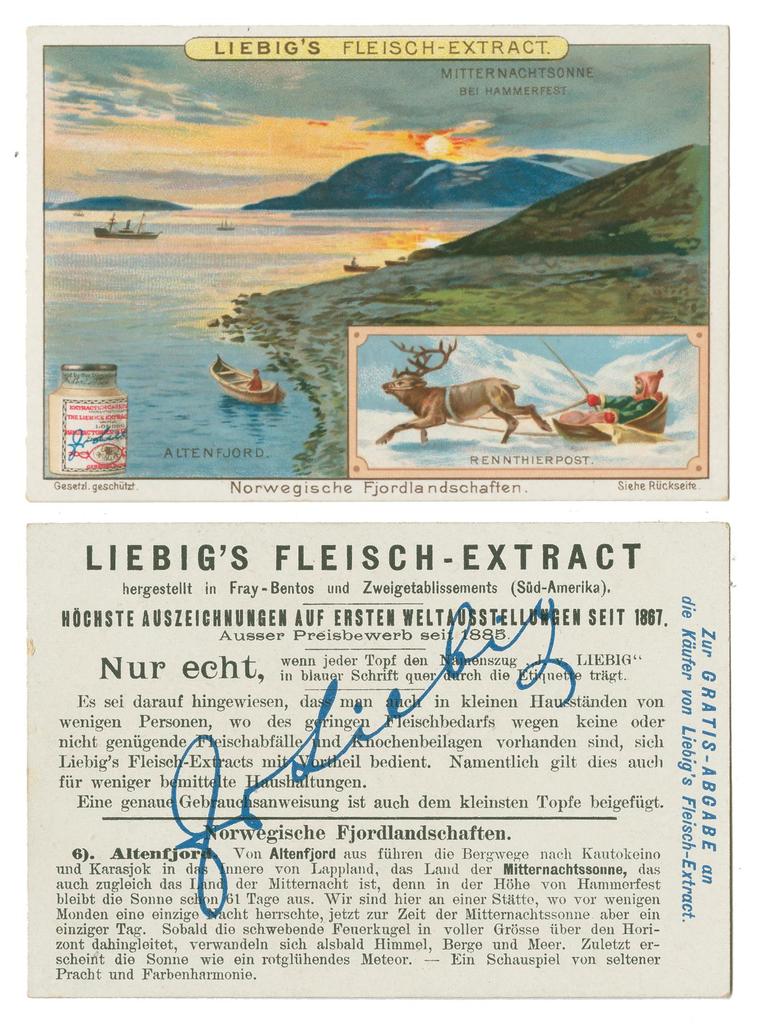 LIEBIG'S FLEISCH-EXTRACT.
MITTERNACHTSONNE
BEI HAMMERFEST
THE LIEBIG'S EXTRACT
ALTENFJORD.
RENNTHIERPOST.
Gesetzl. geschützt.
Norwegische Fjordlandschaften.
Siehe Rückseite.
LIEBIG'S FLEISCH-EXTRACT
hergestellt in Fray-Bentos und Zweigetablissements (Süd-Amerika).
HÖCHSTE AUSZEICHNUNGEN AUF ERSTEN WELTAUSSTELLUNGEN SEIT 1867.
Ausser Preisbewerb seit 1885.
Nur echt, wenn jeder Topf den Namenszug „J. v. LIEBIG“
in blauer Schrift quer durch die Etiquette trägt.
Es sei darauf hingewiesen, dass man auch in kleinen Hausständen von
wenigen Personen, wo des geringen Fleischbedarfs wegen keine oder
nicht genügende Fleischabfälle und Knochenbeilagen vorhanden sind, sich
Liebig's Fleisch-Extracts mit Vortheil bedient. Namentlich gilt dies auch
für weniger bemittelte Haushaltungen.
Eine genaue Gebrauchsanweisung ist auch dem kleinsten Topfe beigefügt.
Norwegische Fjordlandschaften.
6). Altenfjord. Von Altenfjord aus führen die Bergwege nach Kautokeino
und Karasjok in das Innere von Lappland, das Land der Mitternachtssonne, das
auch zugleich das Land der Mitternacht ist, denn in der Höhe von Hammerfest
bleibt die Sonne schon 61 Tage aus. Wir sind hier an einer Stätte, wo vor wenigen
Monden eine einzige Nacht herrschte, jetzt zur Zeit der Mitternachtssonne aber ein
einziger Tag. Sobald die schwebende Feuerkugel in voller Grösse über den Hori-
zont dahingleitet, verwandeln sich alsbald Himmel, Berge und Meer. Zuletzt er-
scheint die Sonne wie ein rotglühendes Meteor. — Ein Schauspiel von seltener
Pracht und Farbenharmonie.
JvLiebig
Zur GRATIS-ABGABE an
die Käufer von Liebig's Fleisch-Extract.